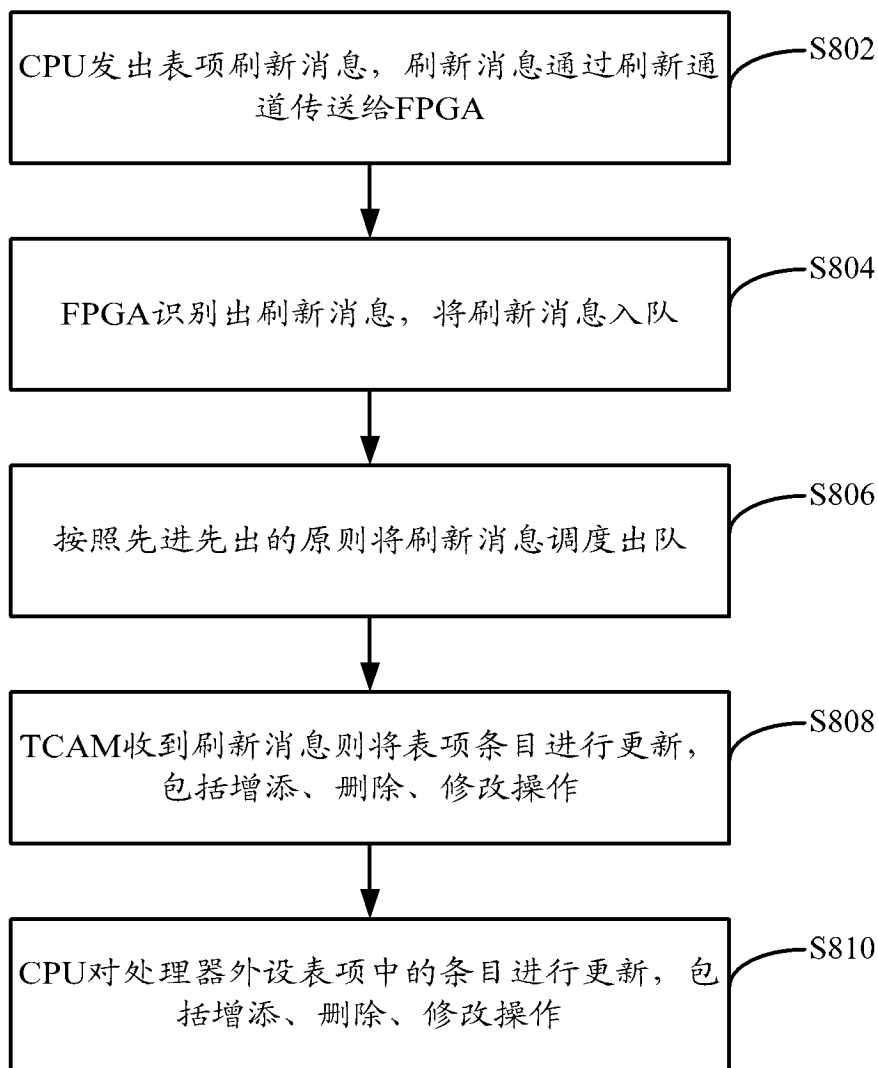 CPU发出表项刷新消息，刷新消息通过刷新通
道传送给FPGA
S802
FPGA识别出刷新消息，将刷新消息入队
S804
按照先进先出的原则将刷新消息调度出队
S806
TCAM收到刷新消息则将表项条目进行更新，
包括增添、删除、修改操作
S808
CPU对处理器外设表项中的条目进行更新，包
括增添、删除、修改操作
S810